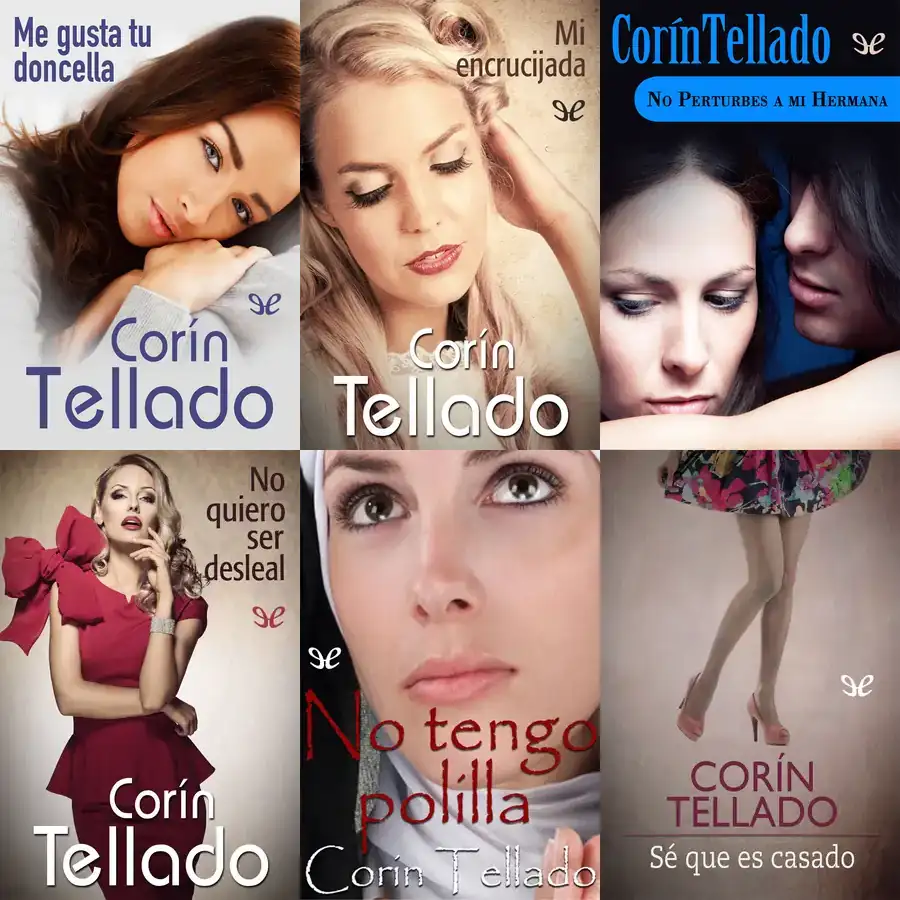 Me gusta tu
doncella
Corín
Tellado
Mi
encrucijada
Corín
Tellado
CorínTellado
No Perturbes a mi Hermana
No
quiero
ser
desleal
Corín
Tellado
No tengo
polilla
Corín Tellado
CORÍN
TELLADO
Sé que es casado